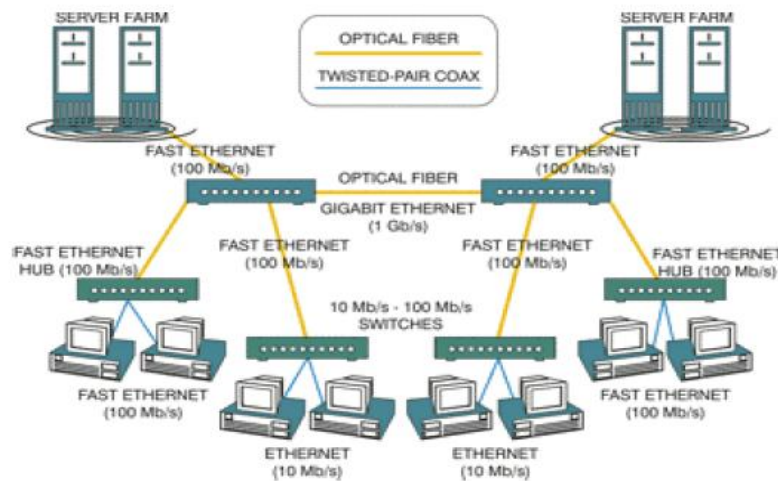 SERVER FARM
SERVER FARM
OPTICAL FIBER
TWISTED-PAIR COAX
FAST ETHERNET
(100 Mb/s)
FAST ETHERNET
(100 Mb/s)
OPTICAL FIBER
GIGABIT ETHERNET
(1 Gb/s)
FAST ETHERNET
HUB (100 Mb/s)
FAST ETHERNET
(100 Mb/s)
FAST ETHERNET
(100 Mb/s)
FAST ETHERNET
HUB (100 Mb/s)
10 Mb/s - 100 Mb/s
SWITCHES
FAST ETHERNET
(100 Mb/s)
FAST ETHERNET
(100 Mb/s)
ETHERNET
(10 Mb/s)
ETHERNET
(10 Mb/s)